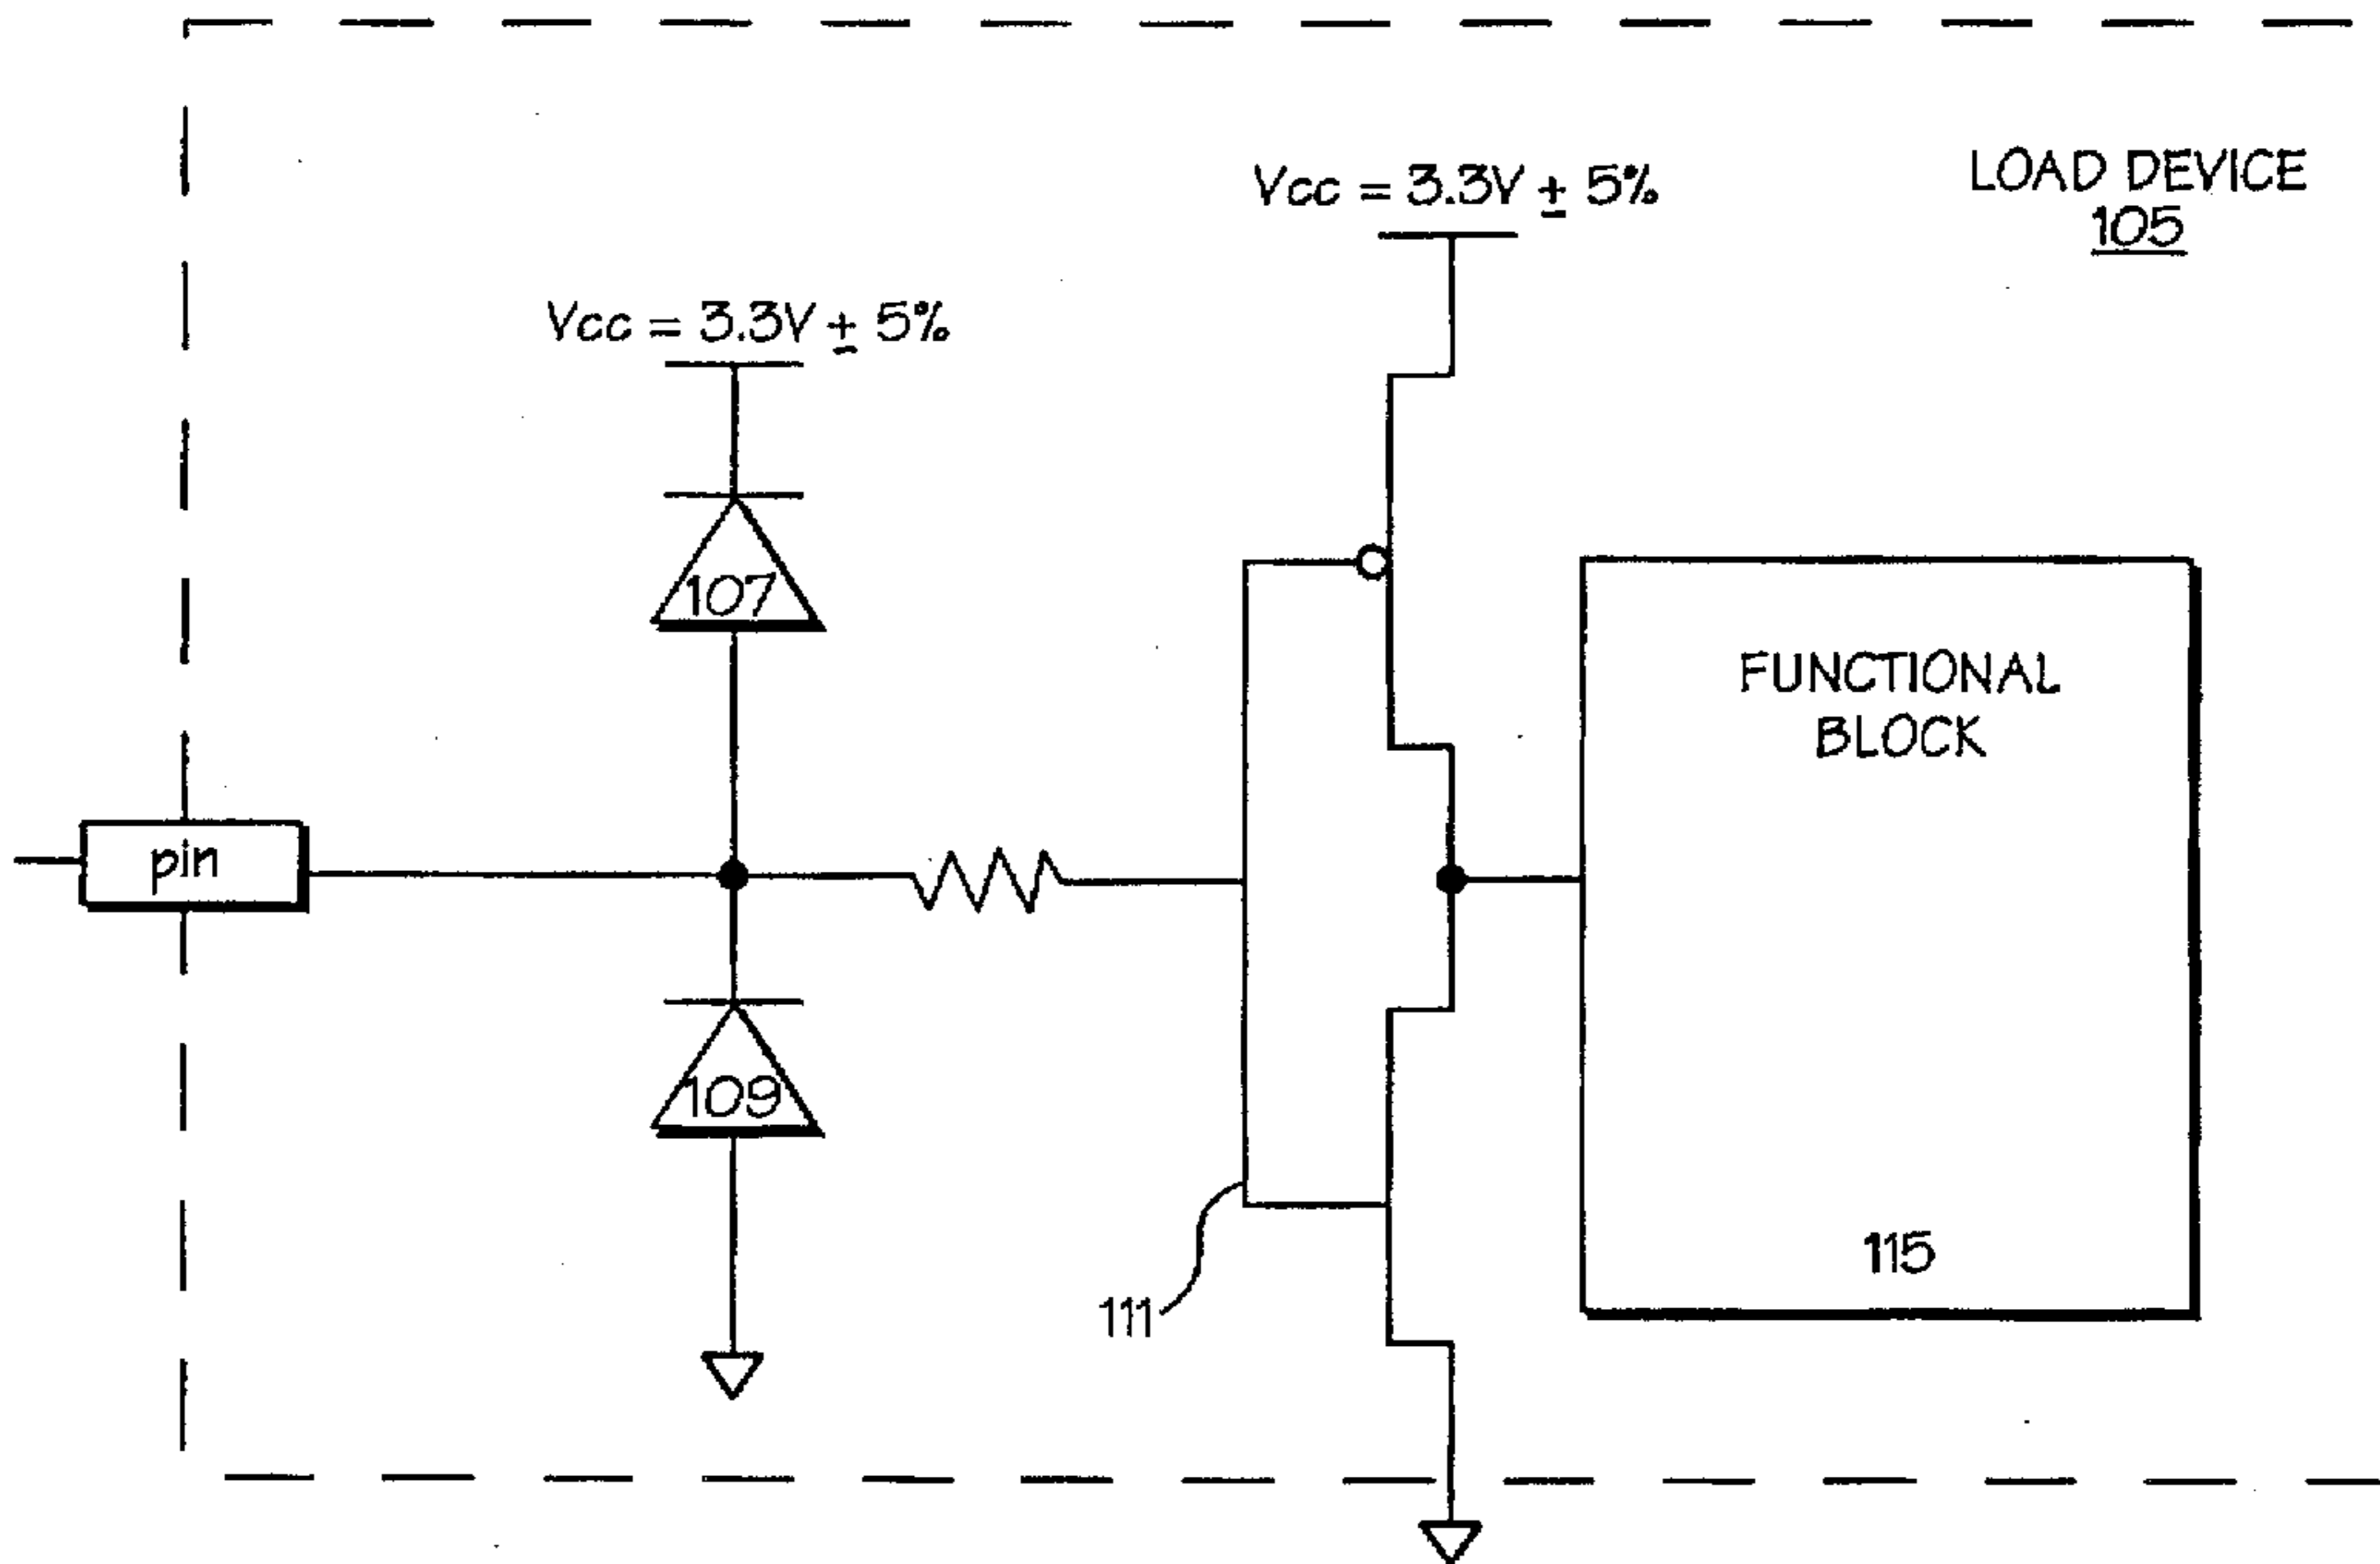 LOAD DEVICE
105
Vcc = 3.3V ± 5%
Vcc = 3.3V ± 5%
107
FUNCTIONAL
BLOCK
pin
109
115
111